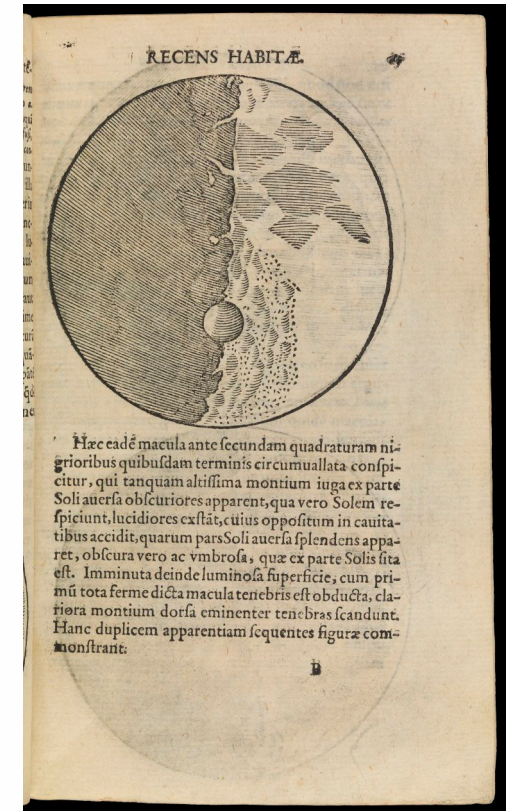 RECENS HABITÆ.
Hæc eadẽ macula ante ſecundam quadraturam ni-
grioribus quibuſdam terminis circumuallata conſpi-
citur, qui tanquam altiſſima montium iuga ex parte
Soli auerſa obſcuriores apparent, qua vero Solem re-
ſpiciunt, lucidiores exſtãt, cuius oppoſitum in cauita-
tibus accidit, quarum pars Soli auerſa ſplendens appa-
ret, obſcura vero ac vmbroſa, quæ ex parte Solis ſita
eſt. Imminuta deinde luminoſa ſuperficie, cum pri-
mũ tota ferme dicta macula tenebris eſt obducta, cla-
riora montium dorſa eminenter tenebras ſcandunt.
Hanc duplicem apparentiam ſequentes figuræ com-
monſtrant.
B